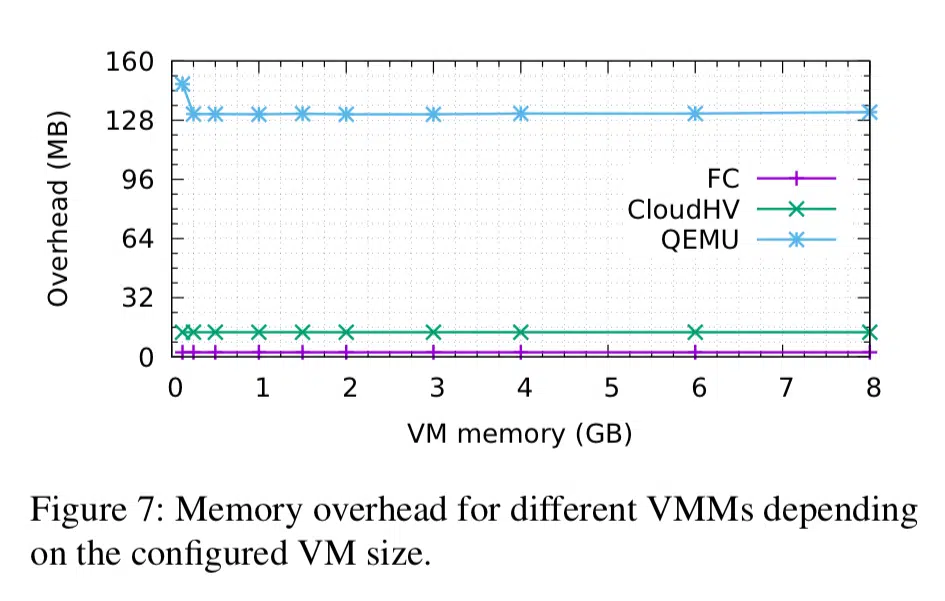 160
128
96
64
32
0
Overhead (MB)
FC
CloudHV
QEMU
0 1 2 3 4 5 6 7 8
VM memory (GB)
Figure 7: Memory overhead for different VMMs depending
on the configured VM size.